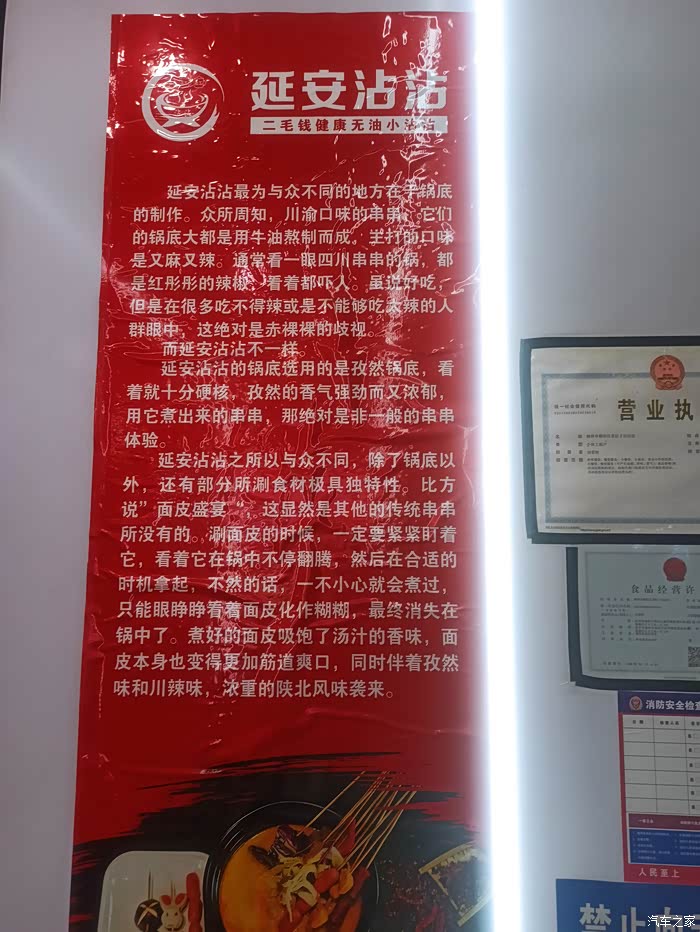 延安沾沾
二毛钱健康无油小沾沾
延安沾沾最为与众不同的地方在于锅底
的制作。众所周知，川渝口味的串串，它们
的锅底大都是用牛油熬制而成。主打的口味
是又麻又辣。通常看一眼四川串串的锅，都
是红彤彤的辣椒，看着都吓人。虽说好吃，
但是在很多吃不得辣或是不能够吃太辣的人
群眼中，这绝对是赤裸裸的歧视。
而延安沾沾不一样。
延安沾沾的锅底选用的是孜然锅底，看
着就十分硬核，孜然的香气强劲而又浓郁，
用它煮出来的串串，那绝对是非一般的串串
体验。
延安沾沾之所以与众不同，除了锅底以
外，还有部分所涮食材极具独特性。比方
说”面皮盛宴“ 这显然是其他的传统串串
所没有的。涮面皮的时候，一定要紧紧盯着
它，看着它在锅中不停翻腾，然后在合适的
时机拿起，不然的话，一不小心就会煮过，
只能眼睁睁看着面皮化作糊糊，最终消失在
锅中了。煮好的面皮吸饱了汤汁的香味，面
皮本身也变得更加筋道爽口，同时伴着孜然
味和川辣味，浓重的陕北风味袭来。
营业执
食品经营许
消防安全检查
人民至上
禁止向
汽车之家